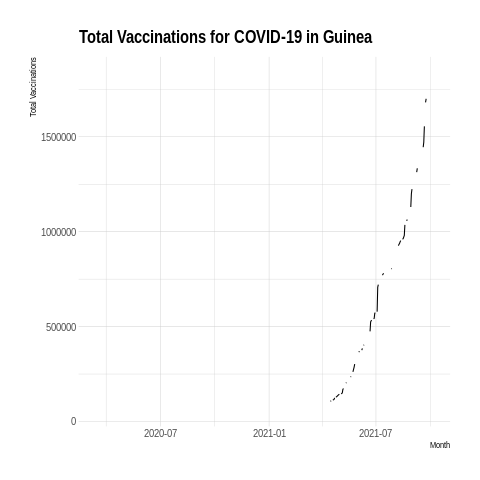 Total Vaccinations for COVID-19 in Guinea
Total Vaccinations
1500000
1000000
500000
0
2020-07 2021-01 2021-07
Month